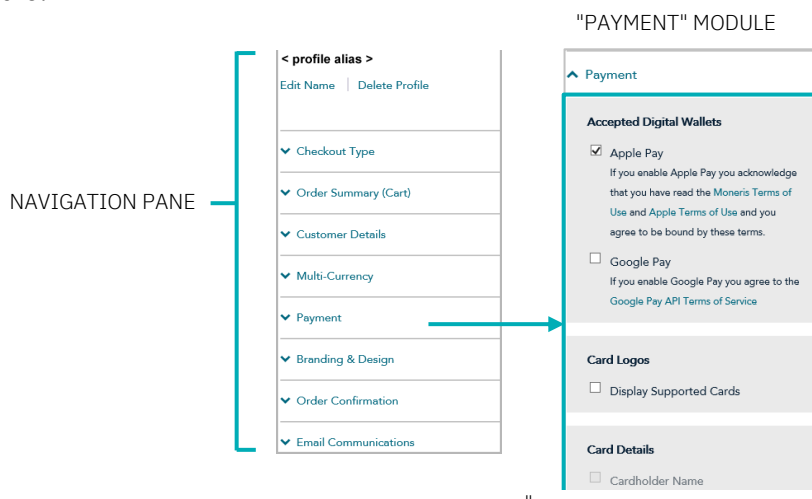 "PAYMENT" MODULE
< profile alias >
Edit Name | Delete Profile
Checkout Type
Order Summary (Cart)
Customer Details
Multi-Currency
Payment
Branding & Design
Order Confirmation
Email Communications
NAVIGATION PANE
Payment
Accepted Digital Wallets
Apple Pay
If you enable Apple Pay you acknowledge
that you have read the Moneris Terms of
Use and Apple Terms of Use and you
agree to be bound by these terms.
Google Pay
If you enable Google Pay you agree to the
Google Pay API Terms of Service
Card Logos
Display Supported Cards
Card Details
Cardholder Name